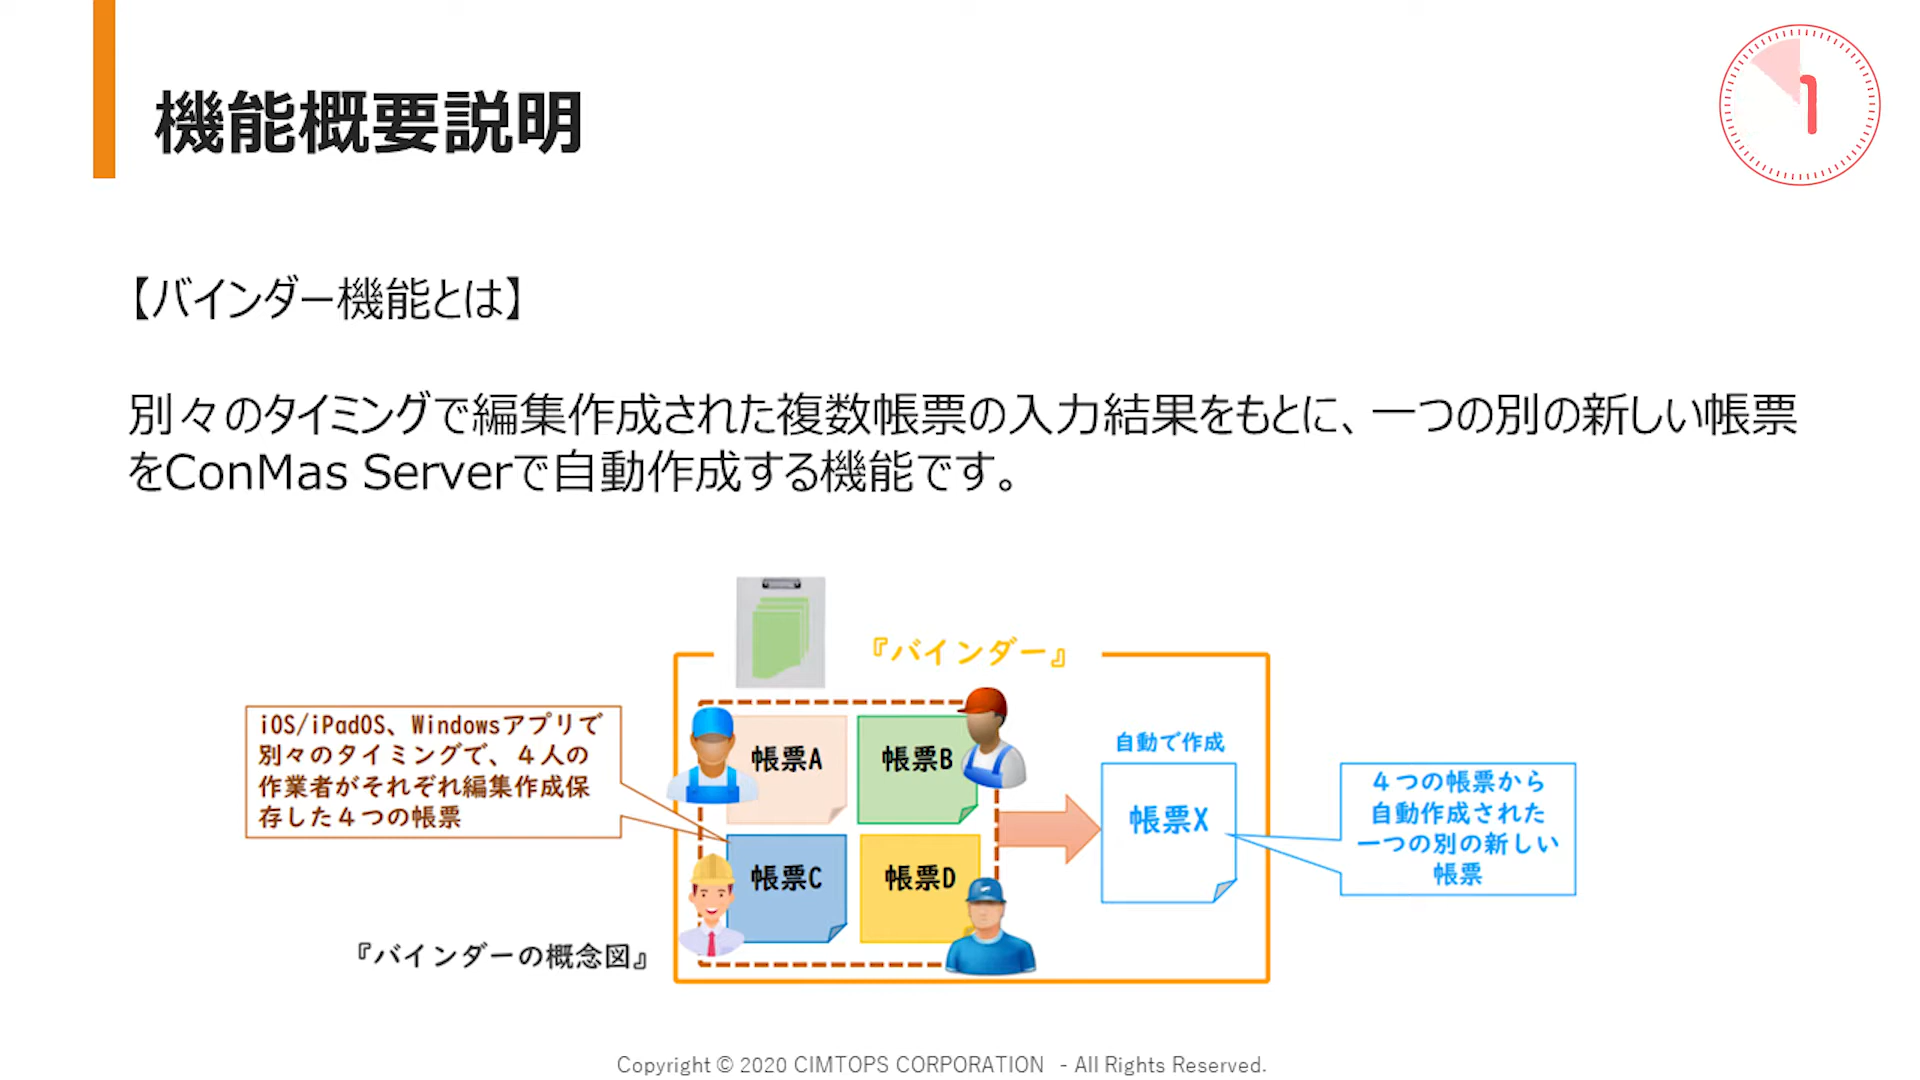 機能概要説明
1
【バインダー機能とは】
別々のタイミングで編集作成された複数帳票の入力結果をもとに、一つの別の新しい帳票
をConMas Serverで自動作成する機能です。
『バインダー』
iOS/iPadOS、Windowsアプリで
別々のタイミングで、４人の
作業者がそれぞれ編集作成保
存した４つの帳票
帳票A
帳票B
帳票C
帳票D
自動で作成
帳票X
４つの帳票から
自動作成された
一つの別の新しい
帳票
『バインダーの概念図』
Copyright © 2020 CIMTOPS CORPORATION - All Rights Reserved.